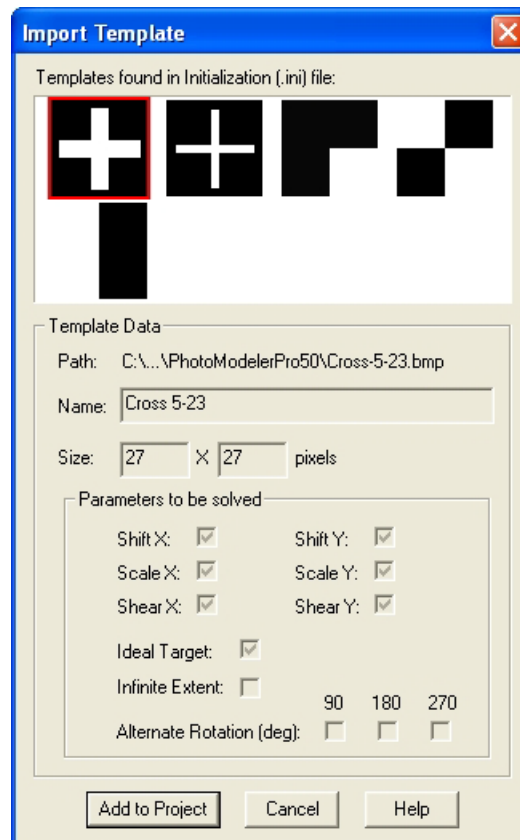 Import Template
Templates found in Initialization (.ini) file:
Template Data
Path: C:\...\PhotoModelerPro50\Cross-5-23.bmp
Name: Cross 5-23
Size: 27 X 27 pixels
Parameters to be solved
Shift X: Shift Y:
Scale X: Scale Y:
Shear X: Shear Y:
Ideal Target:
Infinite Extent:
90 180 270
Alternate Rotation (deg):
Add to Project Cancel Help